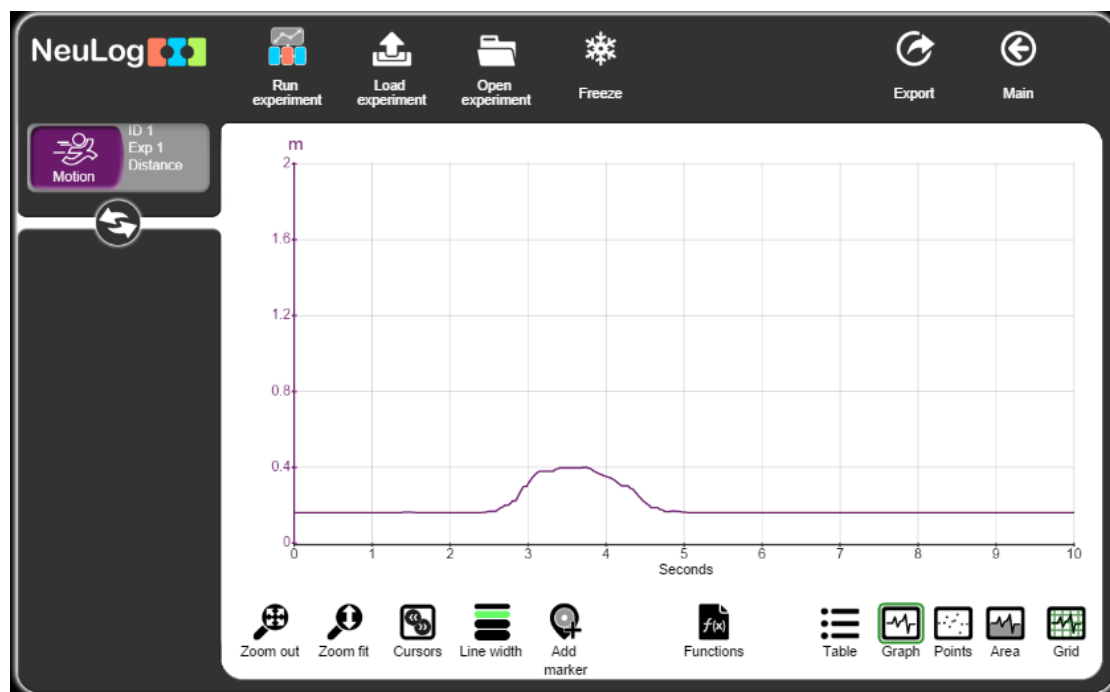 NeuLog
Run
experiment
Load
experiment
Open
experiment
Freeze
Export
Main
Motion
ID 1
Exp 1
Distance
m
2
1.6
1.2
0.8
0.4
0
0 1 2 3 4 5 6 7 8 9 10
Seconds
Zoom out
Zoom fit
Cursors
Line width
Add
marker
f(x)
Functions
Table
Graph
Points
Area
Grid